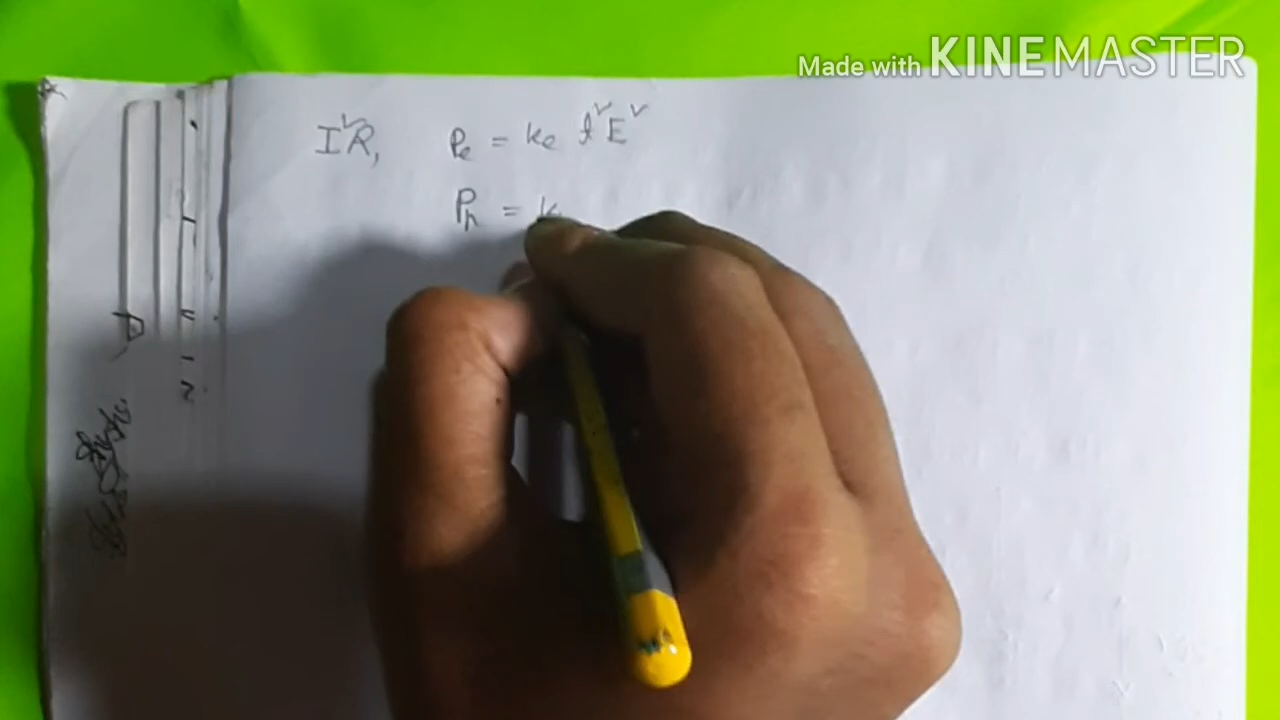 Made with KINEMASTER
I²R, Pe = ke f²E²
Ph = k